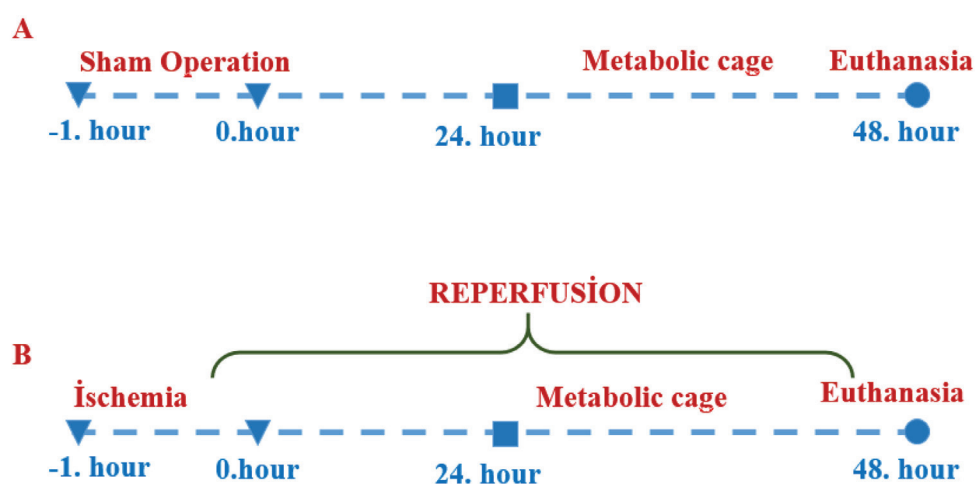 A
Sham Operation
Metabolic cage
Euthanasia
-1. hour
0.hour
24. hour
48. hour
REPERFUSİON
B
İschemia
Metabolic cage
Euthanasia
-1. hour
0.hour
24. hour
48. hour